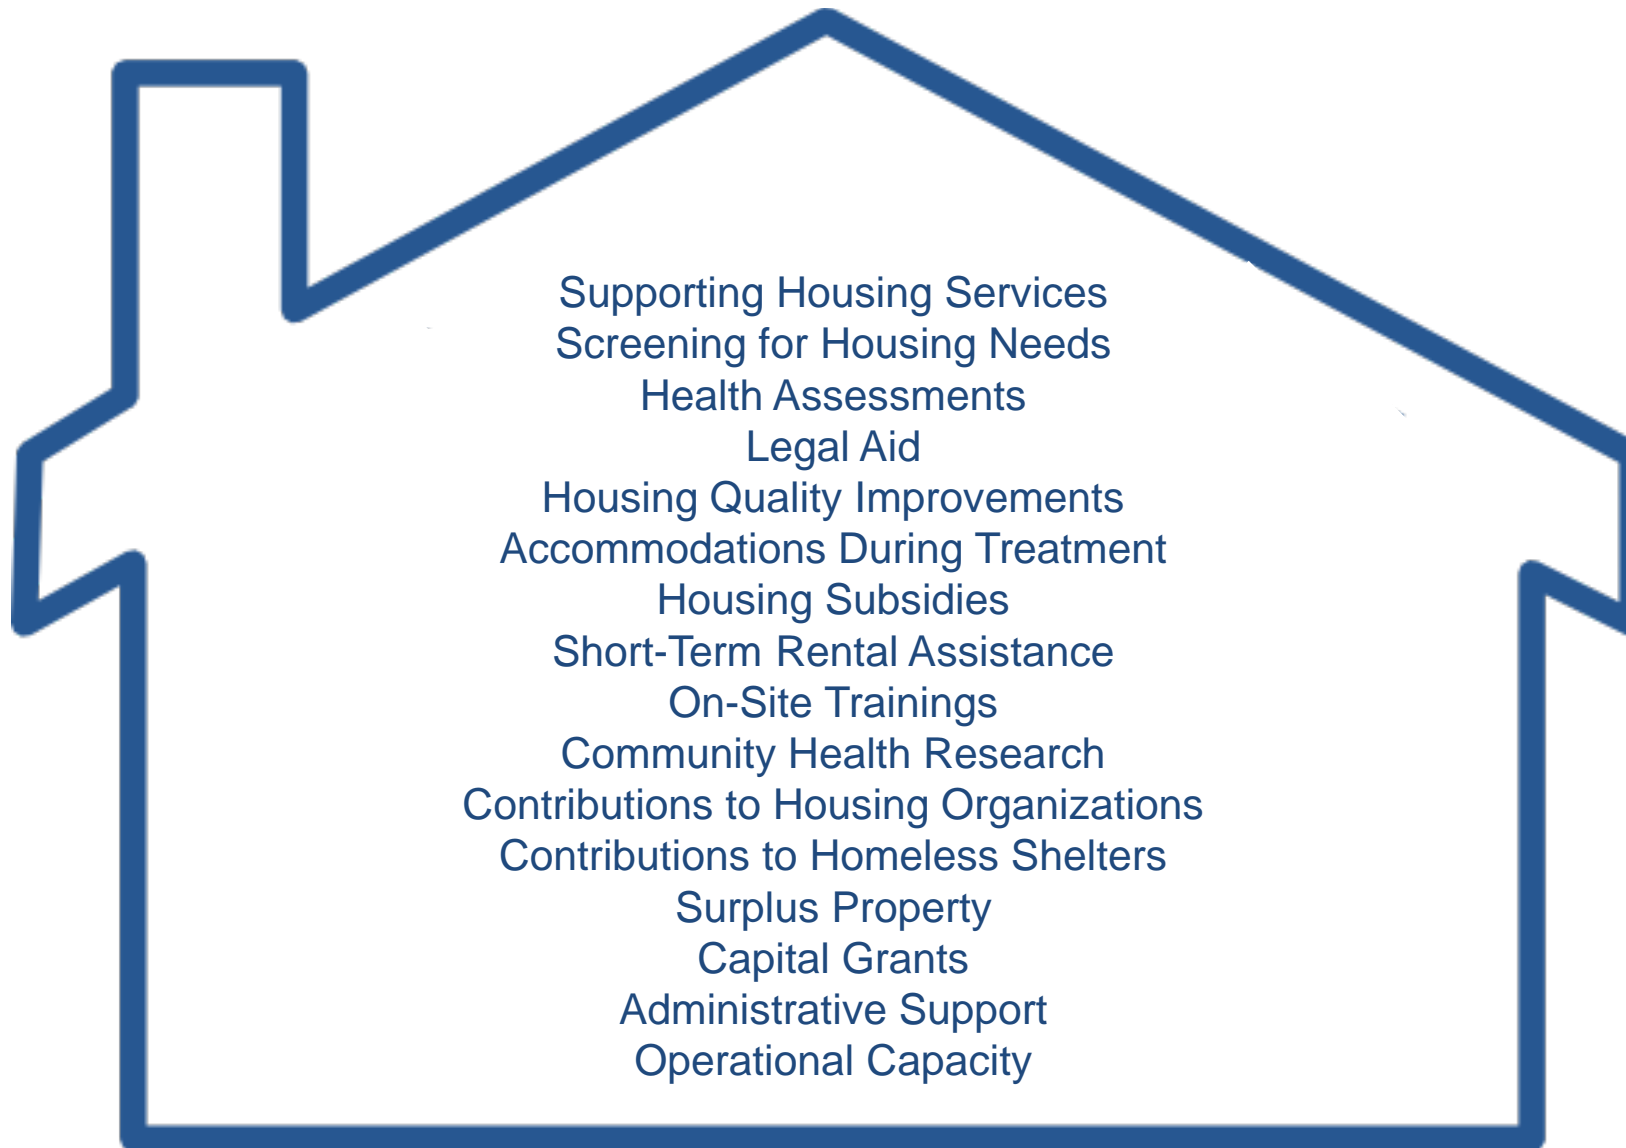 Supporting Housing Services
Screening for Housing Needs
Health Assessments
Legal Aid
Housing Quality Improvements
Accommodations During Treatment
Housing Subsidies
Short-Term Rental Assistance
On-Site Trainings
Community Health Research
Contributions to Housing Organizations
Contributions to Homeless Shelters
Surplus Property
Capital Grants
Administrative Support
Operational Capacity